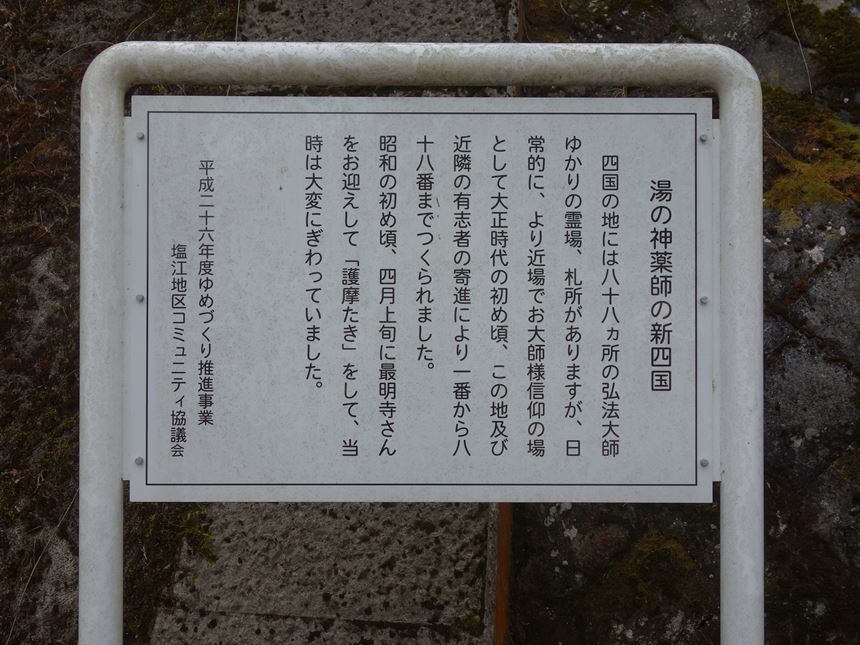 湯の神薬師の新四国
四国の地には八十八ヵ所の弘法大師
ゆかりの霊場、札所がありますが、日
常的に、より近場でお大師様信仰の場
として大正時代の初め頃、この地及び
近隣の有志者の寄進により一番から八
十八番までつくられました。
昭和の初め頃、四月上旬に最明寺さん
をお迎えして「護摩たき」をして、当
時は大変にぎわっていました。
平成二十六年度ゆめづくり推進事業
塩江地区コミュニティ協議会